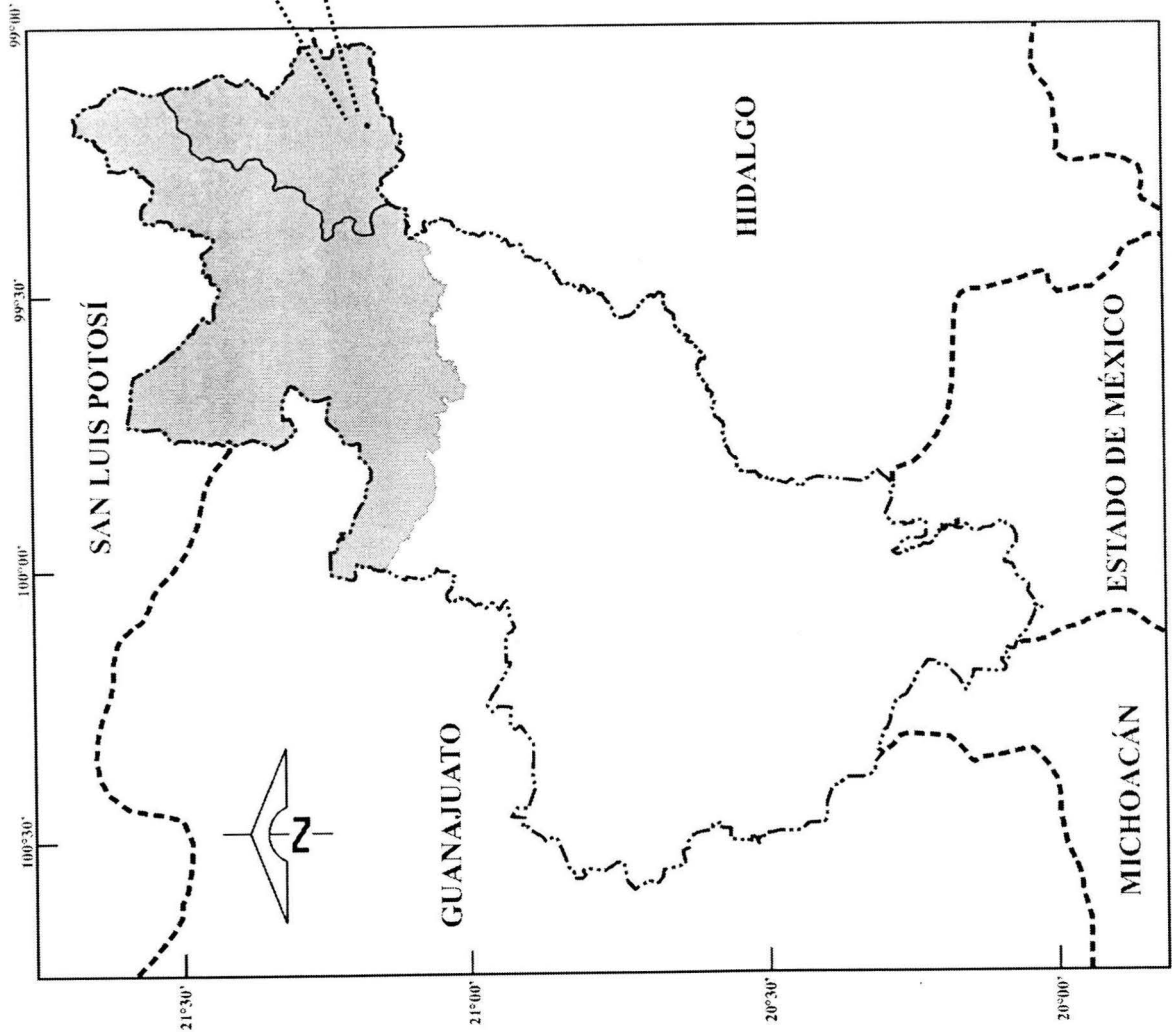 100°30'
100°00'
99°30'
99°00'
21°30'
21°00'
20°30'
20°00'
SAN LUIS POTOSÍ
GUANAJUATO
HIDALGO
MICHOACÁN
ESTADO DE MÉXICO
N